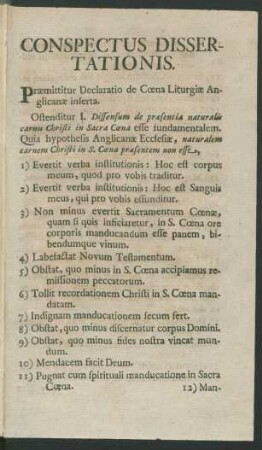 CONSPECTUS DISSER-
TATIONIS.
Præmittitur Declaratio de Cœna Liturgiæ An-
glicanæ inserta.
Ostenditur I. Dissensum de præsentia naturalis
carnis Christi in Sacra Cœna esse fundamentalem.
Quia hypothesis Anglicanæ Ecclesiæ, naturalem
carnem Christi in S. Cœna præsentem non esse,
1) Evertit verba institutionis: Hoc est corpus
meum, quod pro vobis traditur.
2) Evertit verba institutionis: Hoc est Sanguis
meus, qui pro vobis effunditur.
3) Non minus evertit Sacramentum Cœnæ,
quam si quis inficiaretur, in S. Cœna ore
corporis manducandum esse panem, bi-
bendumque vinum.
4) Labefactat Novum Testamentum.
5) Obstat, quo minus in S. Cœna accipiamus re-
missionem peccatorum.
6) Tollit recordationem Christi in S. Cœna man-
datam.
7) Indignam manducationem secum fert.
8) Obstat, quo minus discernatur corpus Domini.
9) Obstat, quo minus fides nostra vincat mun-
dum.
10) Mendacem facit Deum.
11) Pugnat cum spirituali manducatione in Sacra
Cœna.
12) Man-